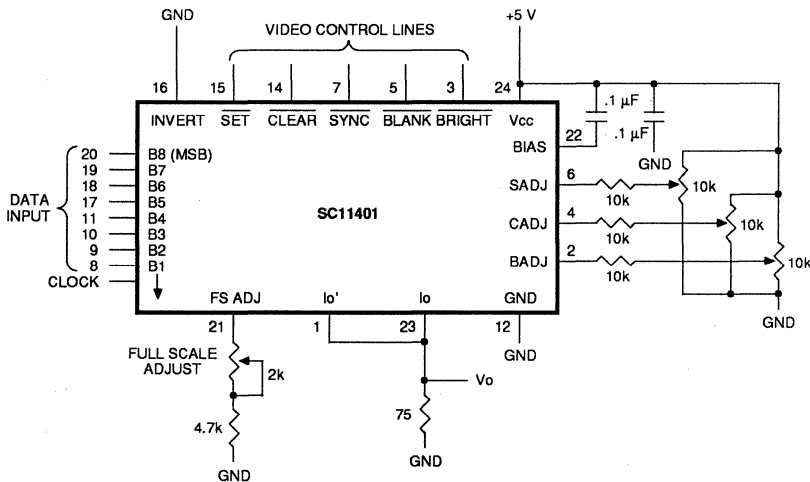 GND
VIDEO CONTROL LINES
+5 V
16
15
14
7
5
3
24
INVERT
SET
CLEAR
SYNC
BLANK
BRIGHT
Vcc
.1 µF
.1 µF
GND
22
BIAS
DATA INPUT
20 B8 (MSB)
19 B7
18 B6
17 B5
11 B4
10 B3
9 B2
8 B1
CLOCK
SC11401
SADJ 6
10k
10k
CADJ 4
10k
10k
BADJ 2
10k
10k
GND
FS ADJ
Io'
Io
GND
21
1
23
12
GND
FULL SCALE
ADJUST
2k
4.7k
GND
Vo
75
GND